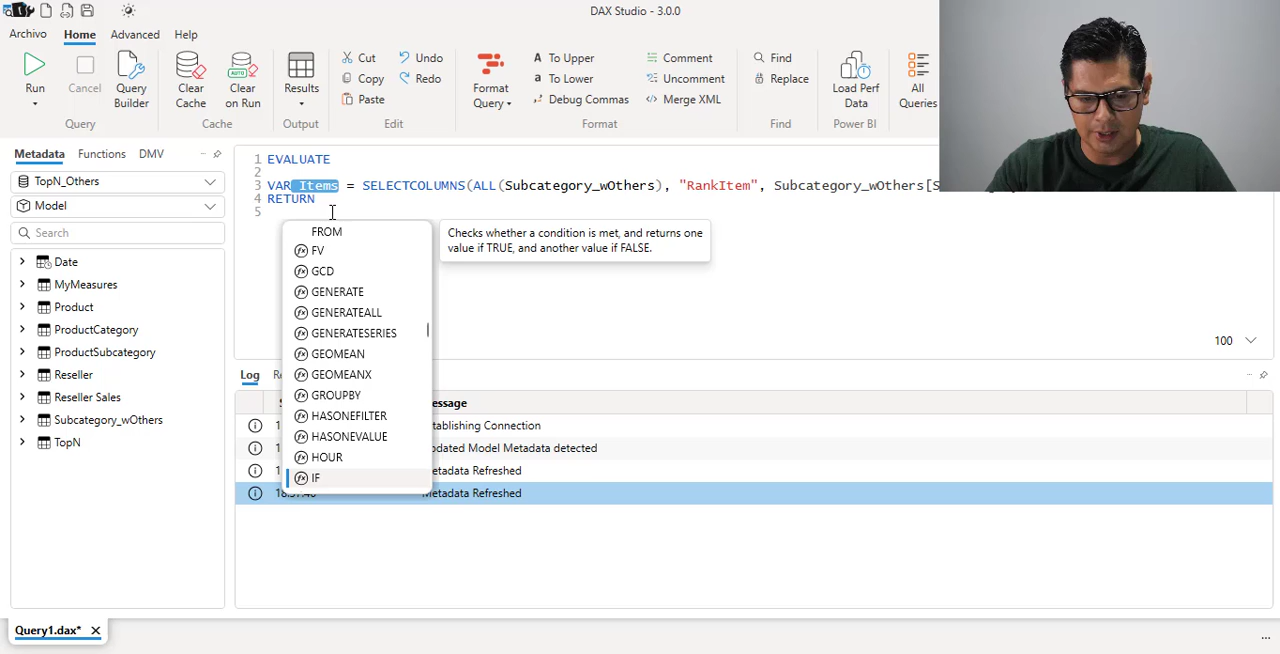 DAX Studio - 3.0.0
Archivo Home Advanced Help
Run Cancel Query Builder Clear Cache Clear on Run Results Cut Copy Paste Undo Redo Format Query To Upper To Lower Debug Commas Comment Uncomment Merge XML Find Replace Load Perf Data All Queries
Query Cache Output Edit Format Find Power BI
Metadata Functions DMV
TopN_Others
Model
Search
Date
MyMeasures
Product
ProductCategory
ProductSubcategory
Reseller
Reseller Sales
Subcategory_wOthers
TopN
1 EVALUATE
2
3 VAR Items = SELECTCOLUMNS(ALL(Subcategory_wOthers), "RankItem", Subcategory_wOthers[S
4 RETURN
5
FROM
FV
GCD
GENERATE
GENERATEALL
GENERATESERIES
GEOMEAN
GEOMEANX
GROUPBY
HASONEFILTER
HASONEVALUE
HOUR
IF
Checks whether a condition is met, and returns one
value if TRUE, and another value if FALSE.
100
Log
essage
tablishing Connection
pdated Model Metadata detected
etadata Refreshed
Metadata Refreshed
Query1.dax*